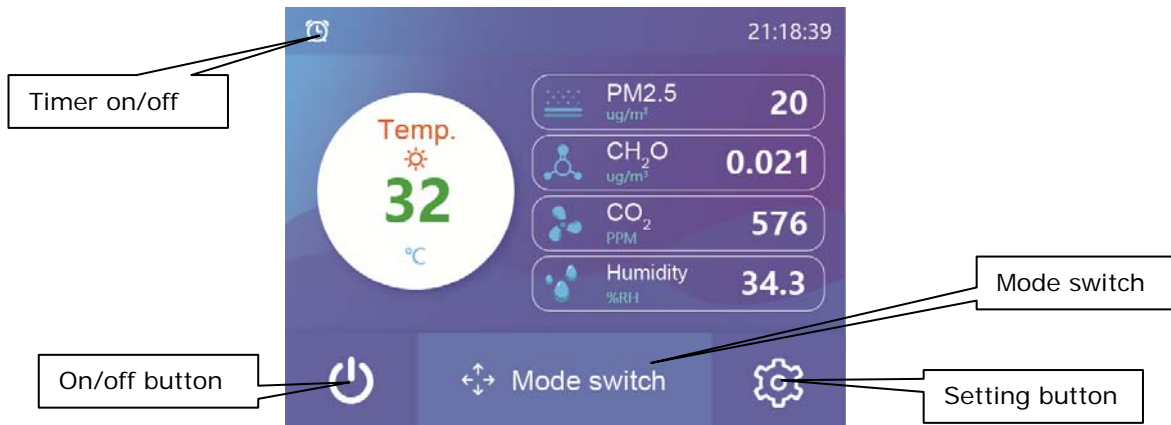 21:18:39
Timer on/off
Temp.
32
°C
PM2.5
ug/m³
20
CH₂O
ug/m³
0.021
CO₂
PPM
576
Humidity
%RH
34.3
Mode switch
On/off button
Mode switch
Setting button